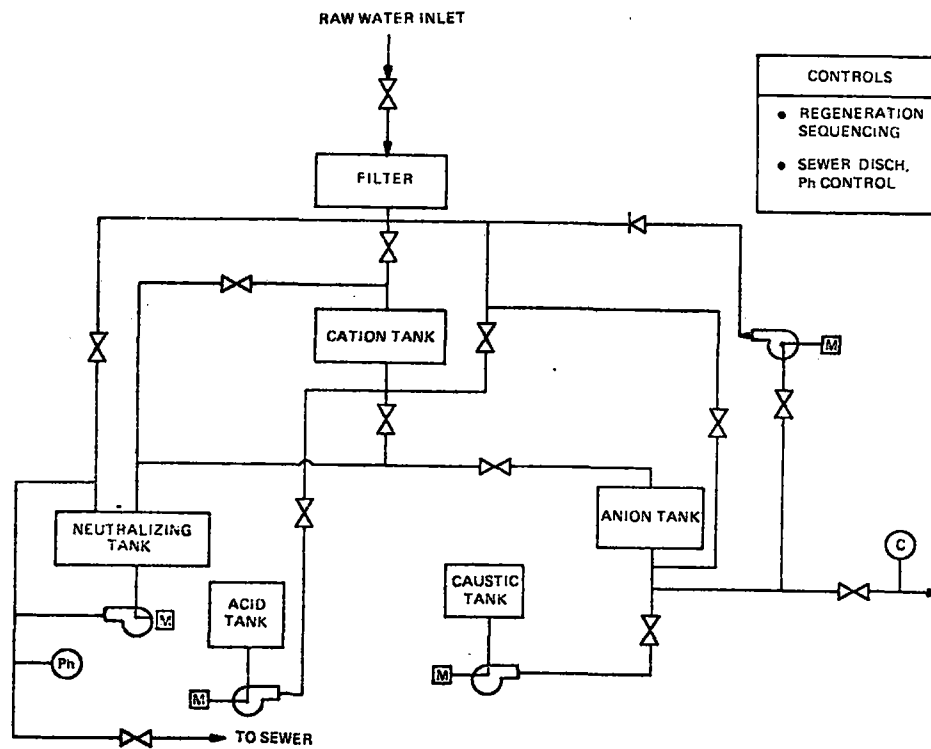 RAW WATER INLET
CONTROLS
• REGENERATION
SEQUENCING
• SEWER DISCH,
Ph CONTROL
FILTER
CATION TANK
M
NEUTRALIZING
TANK
ANION TANK
C
ACID
TANK
CAUSTIC
TANK
M
Ph
M
M
TO SEWER